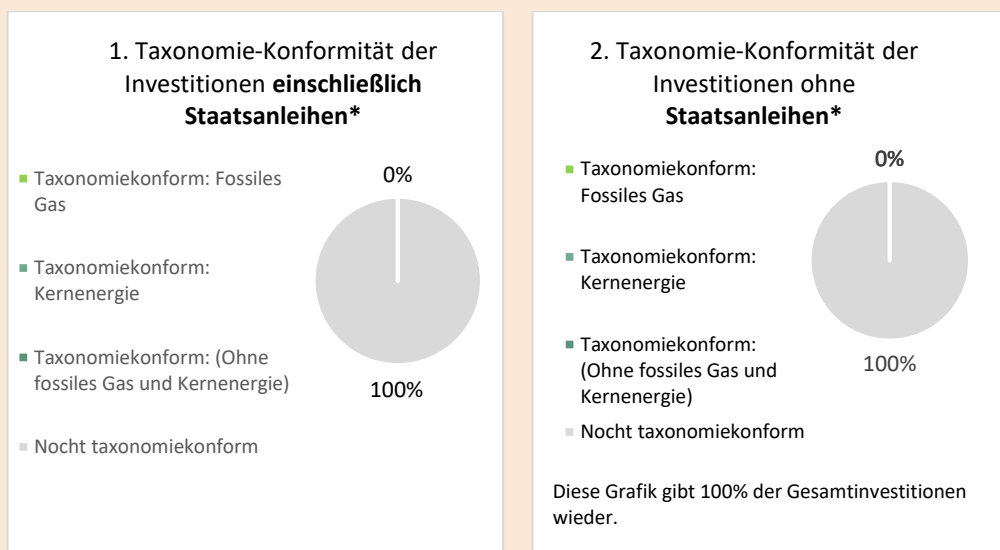 1. Taxonomie-Konformität der
Investitionen einschließlich
Staatsanleihen*
Taxonomiekonform: Fossiles
Gas
Taxonomiekonform:
Kernenergie
Taxonomiekonform: (Ohne
fossiles Gas und Kernenergie)
Nocht taxonomiekonform
0%
100%
2. Taxonomie-Konformität der
Investitionen ohne
Staatsanleihen*
Taxonomiekonform:
Fossiles Gas
Taxonomiekonform:
Kernenergie
Taxonomiekonform:
(Ohne fossiles Gas und
Kernenergie)
Nocht taxonomiekonform
0%
100%
Diese Grafik gibt 100% der Gesamtinvestitionen
wieder.